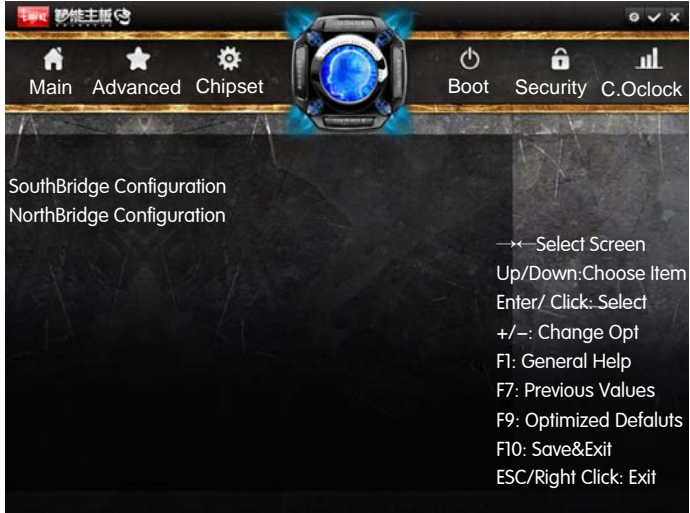 七彩虹 智能主板
Main Advanced Chipset Boot Security C.Oclock
SouthBridge Configuration
NorthBridge Configuration
→←Select Screen
Up/Down:Choose Item
Enter/ Click: Select
+/−: Change Opt
F1: General Help
F7: Previous Values
F9: Optimized Defaluts
F10: Save&Exit
ESC/Right Click: Exit